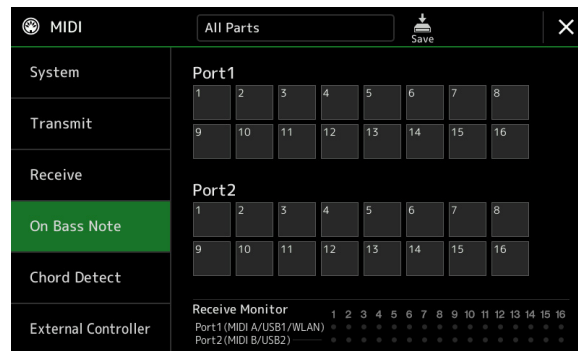 MIDI
All Parts
Save
System
Transmit
Receive
On Bass Note
Chord Detect
External Controller
Port1
1 2 3 4 5 6 7 8
9 10 11 12 13 14 15 16
Port2
1 2 3 4 5 6 7 8
9 10 11 12 13 14 15 16
Receive Monitor 1 2 3 4 5 6 7 8 9 10 11 12 13 14 15 16
Port1 (MIDI A/USB1/WLAN)
Port2 (MIDI B/USB2)